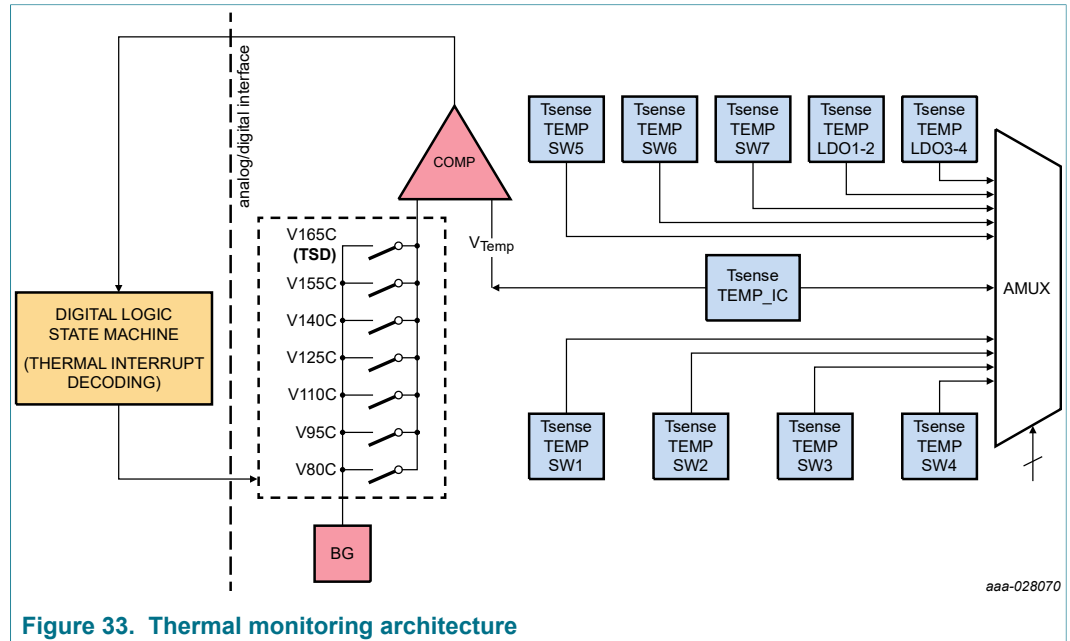 analog/digital interface
COMP
Tsense
TEMP
SW5
Tsense
TEMP
SW6
Tsense
TEMP
SW7
Tsense
TEMP
LDO1-2
Tsense
TEMP
LDO3-4
V165C
(TSD)
V155C
V140C
V125C
V110C
V95C
V80C
VTemp
Tsense
TEMP_IC
AMUX
DIGITAL LOGIC
STATE MACHINE
(THERMAL INTERRUPT
DECODING)
Tsense
TEMP
SW1
Tsense
TEMP
SW2
Tsense
TEMP
SW3
Tsense
TEMP
SW4
BG
aaa-028070
Figure 33. Thermal monitoring architecture